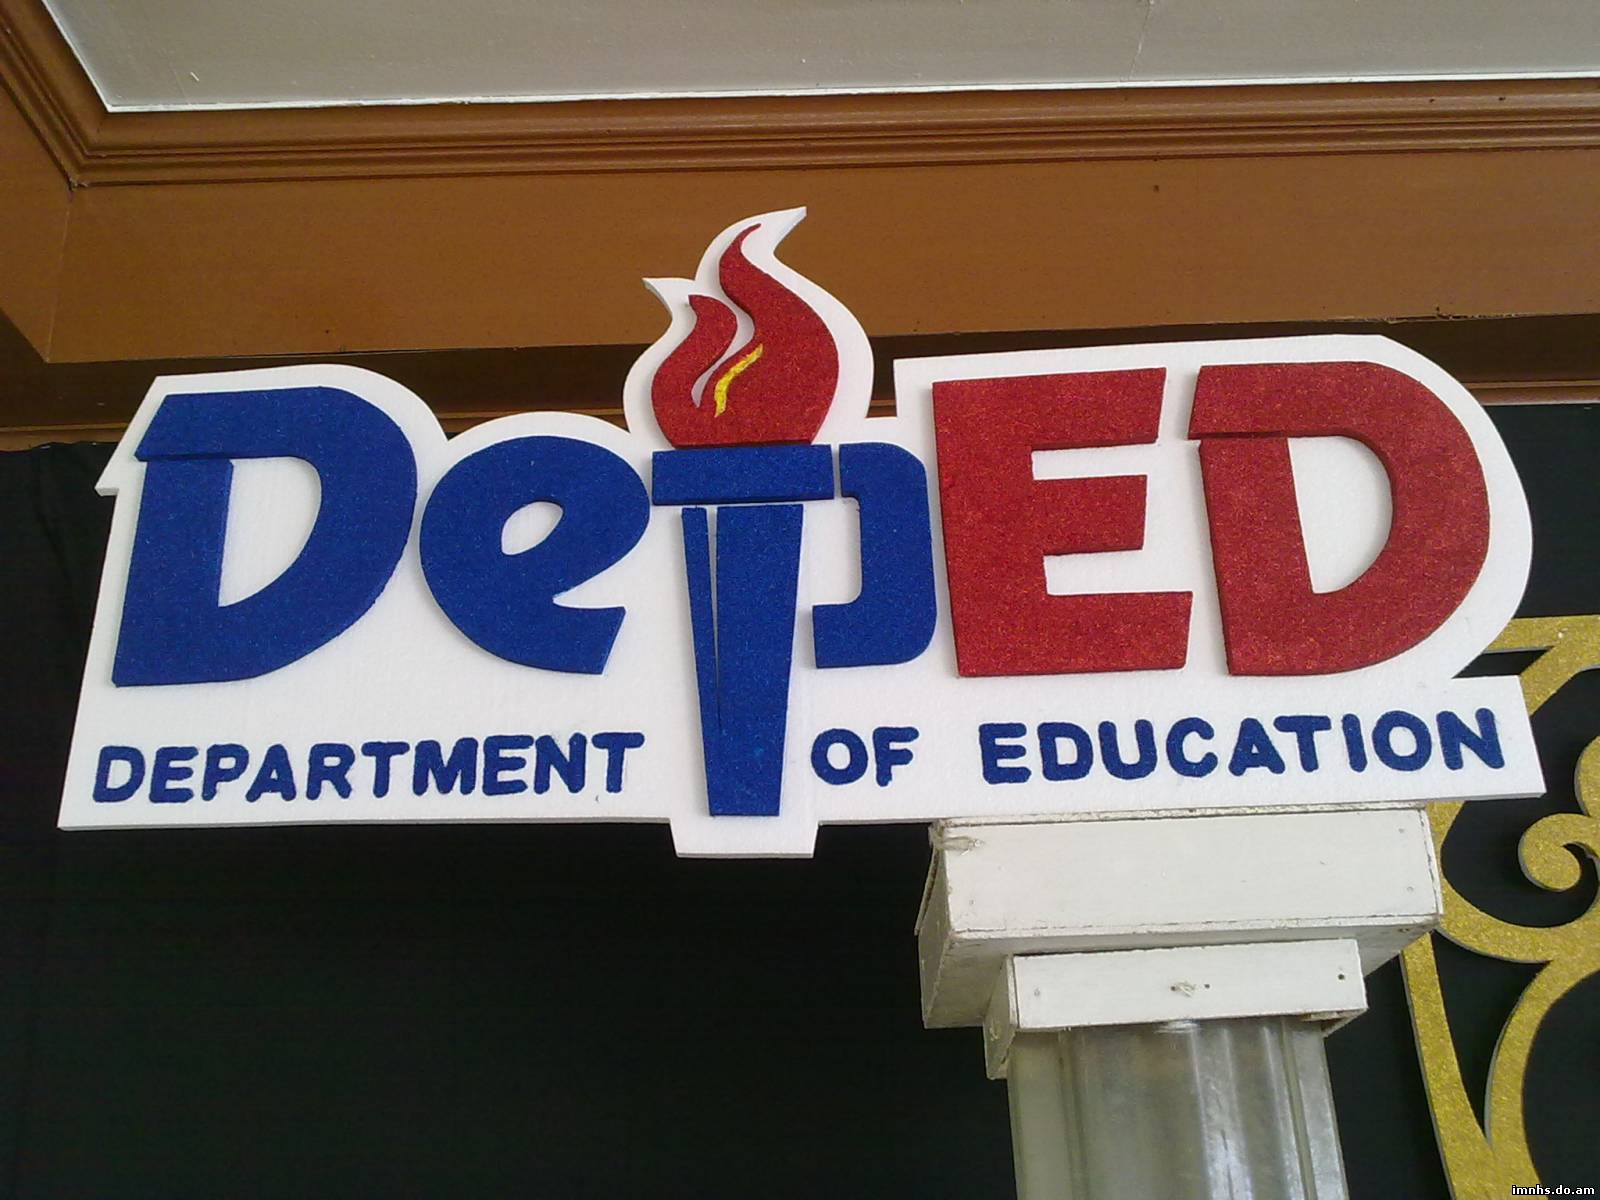 DepED
DEPARTMENT OF EDUCATION
imnhs.do.am